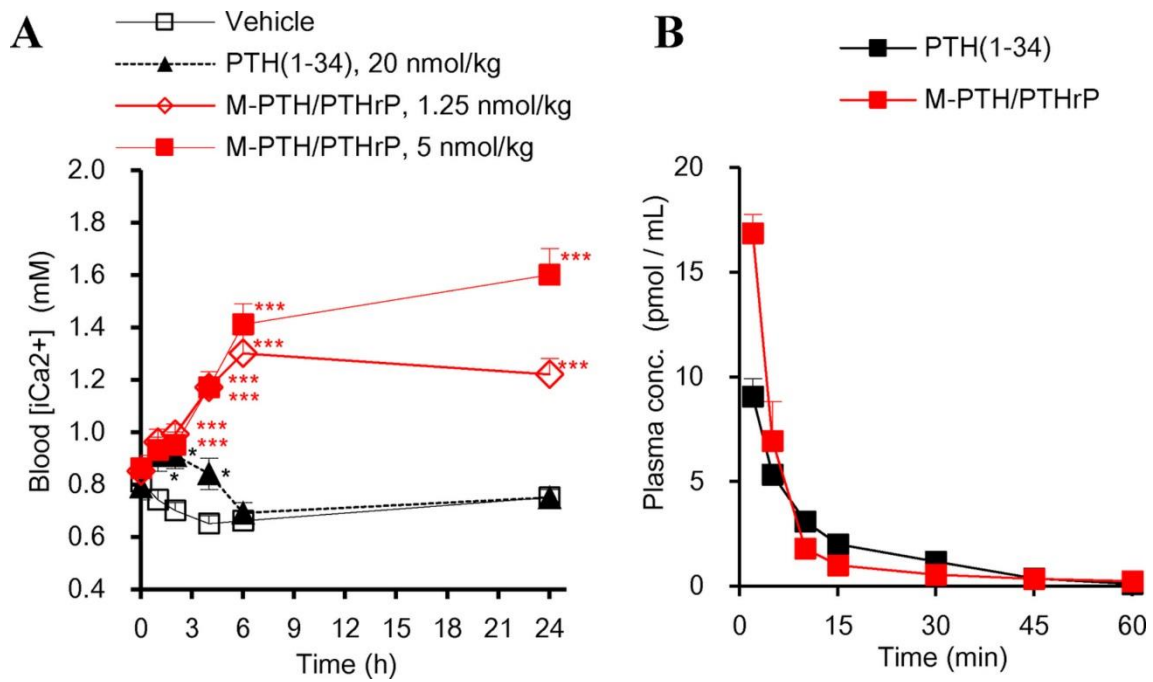 A
Vehicle
PTH(1-34), 20 nmol/kg
M-PTH/PTHrP, 1.25 nmol/kg
M-PTH/PTHrP, 5 nmol/kg
2.0
1.8
1.6
1.4
1.2
1.0
0.8
0.6
0.4
Blood [iCa2+] (mM)
***
***
***
***
***
***
***
***
*
*
*
0 3 6 9 12 15 18 21 24
Time (h)
B
PTH(1-34)
M-PTH/PTHrP
20
15
10
5
0
Plasma conc. (pmol / mL)
0 15 30 45 60
Time (min)